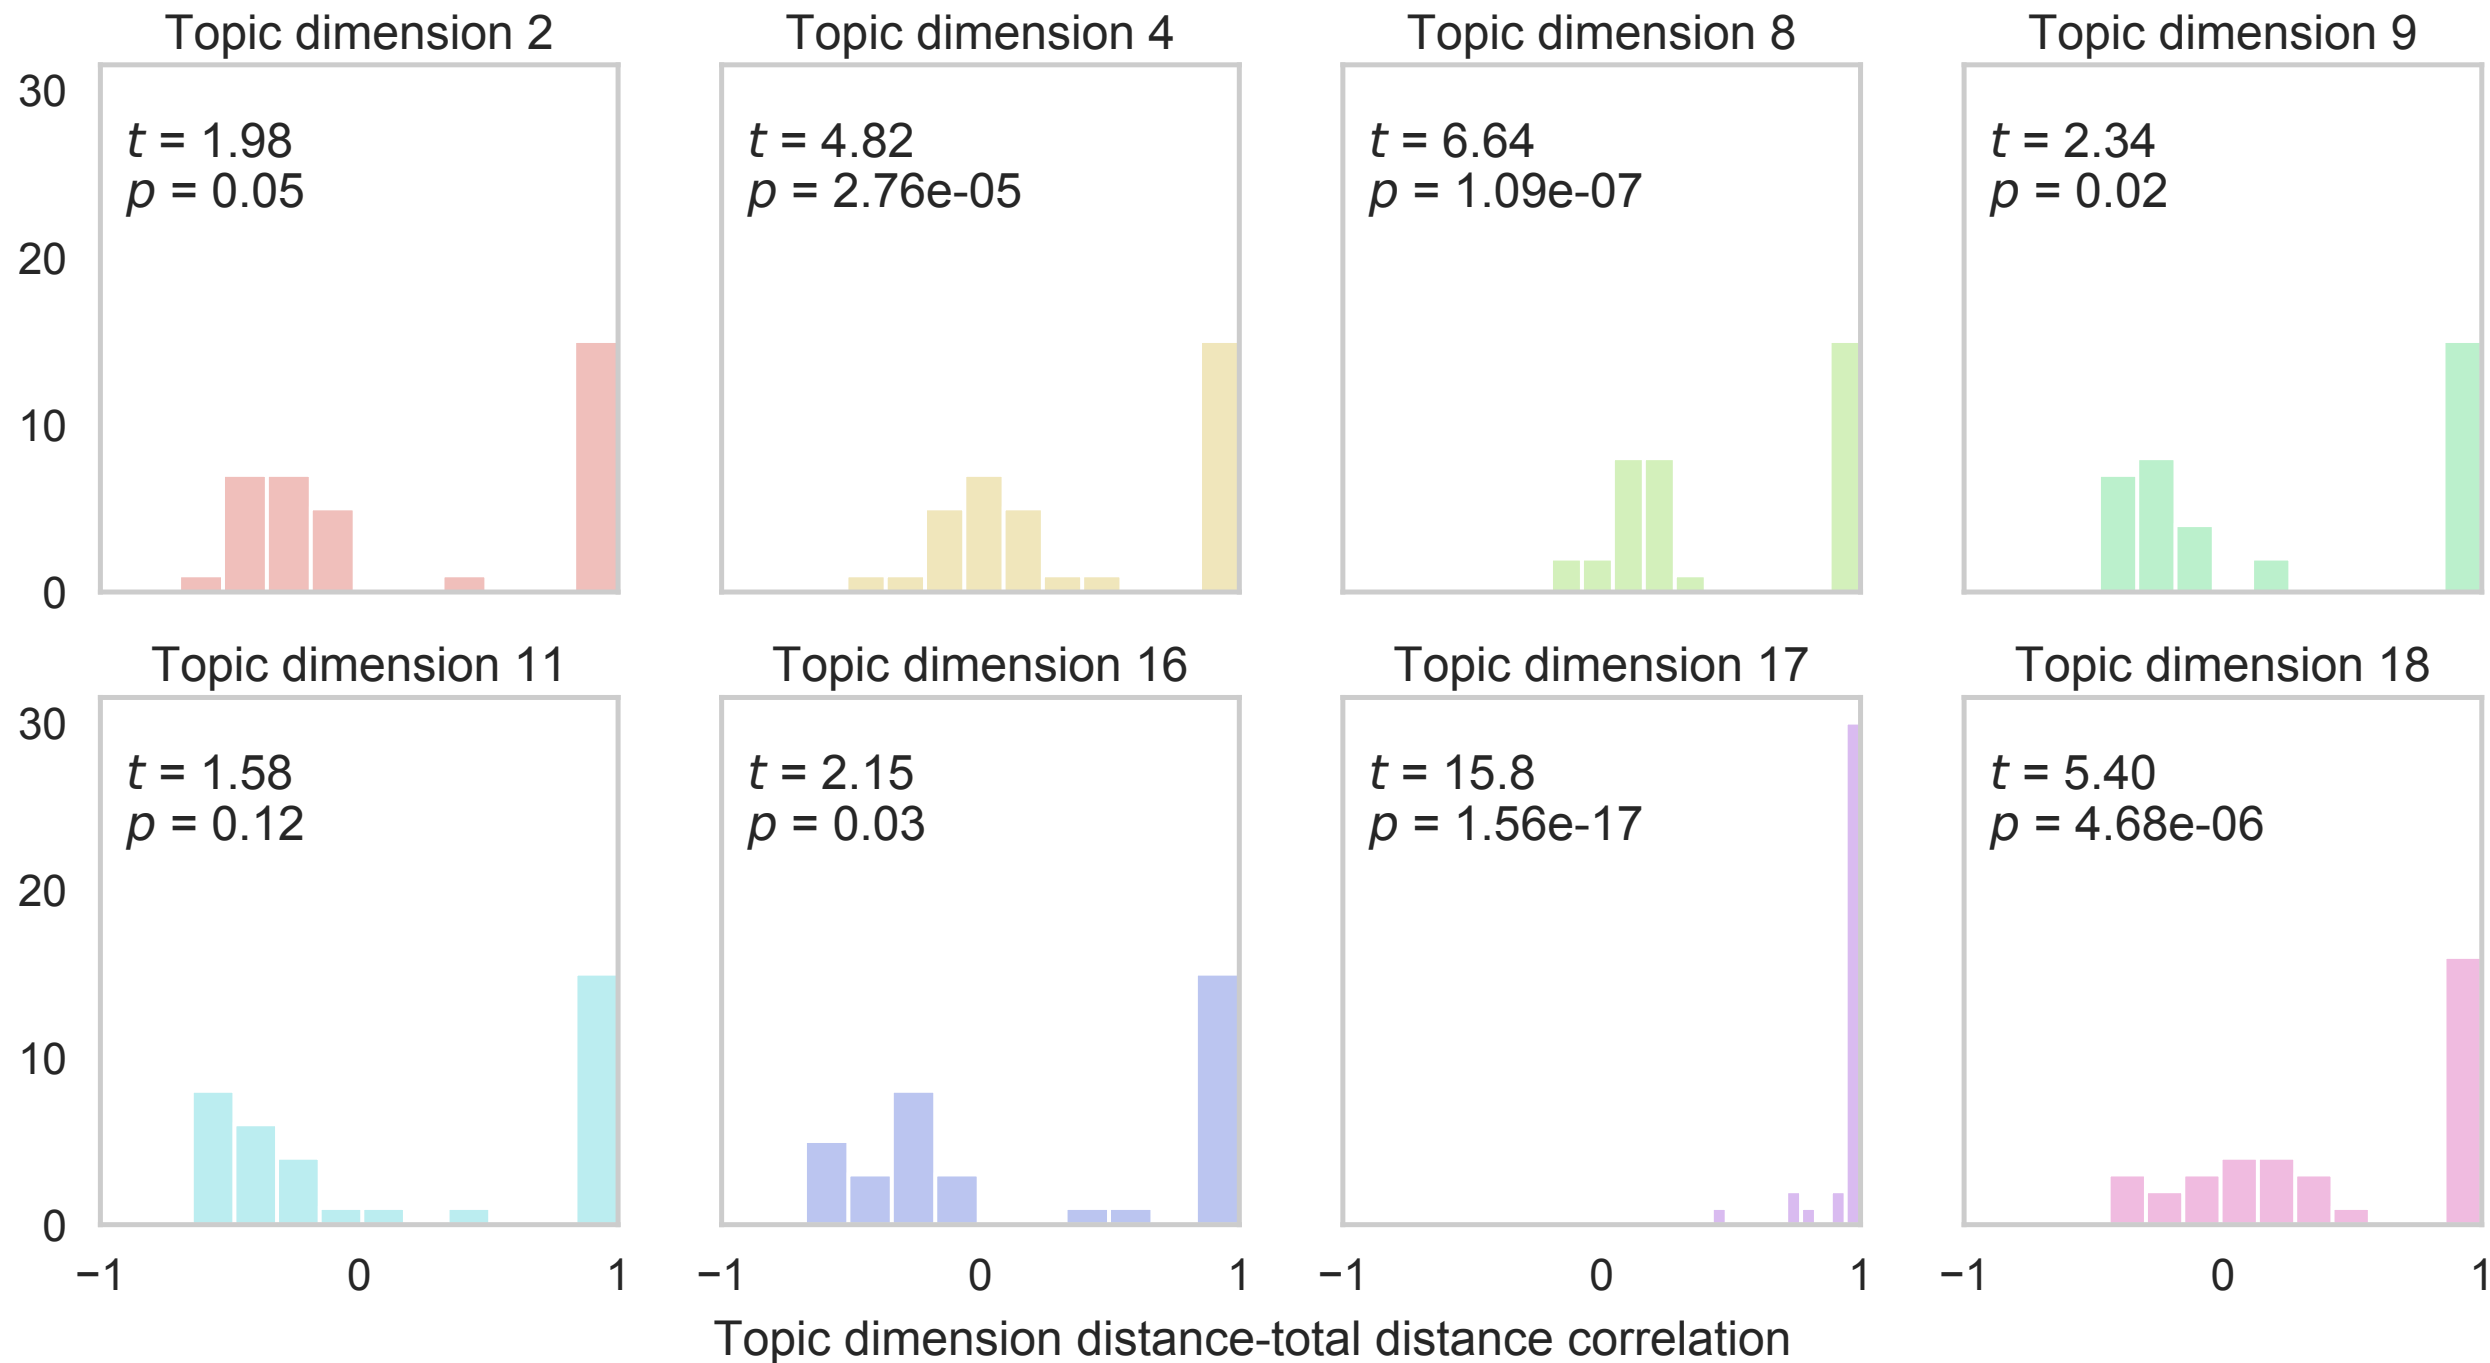 Topic dimension 2
Topic dimension 4
Topic dimension 8
Topic dimension 9
30
20
10
0
t = 1.98
p = 0.05
t = 4.82
p = 2.76e-05
t = 6.64
p = 1.09e-07
t = 2.34
p = 0.02
Topic dimension 11
Topic dimension 16
Topic dimension 17
Topic dimension 18
30
20
10
0
t = 1.58
p = 0.12
t = 2.15
p = 0.03
t = 15.8
p = 1.56e-17
t = 5.40
p = 4.68e-06
−1 0 1
−1 0 1
−1 0 1
−1 0 1
Topic dimension distance-total distance correlation